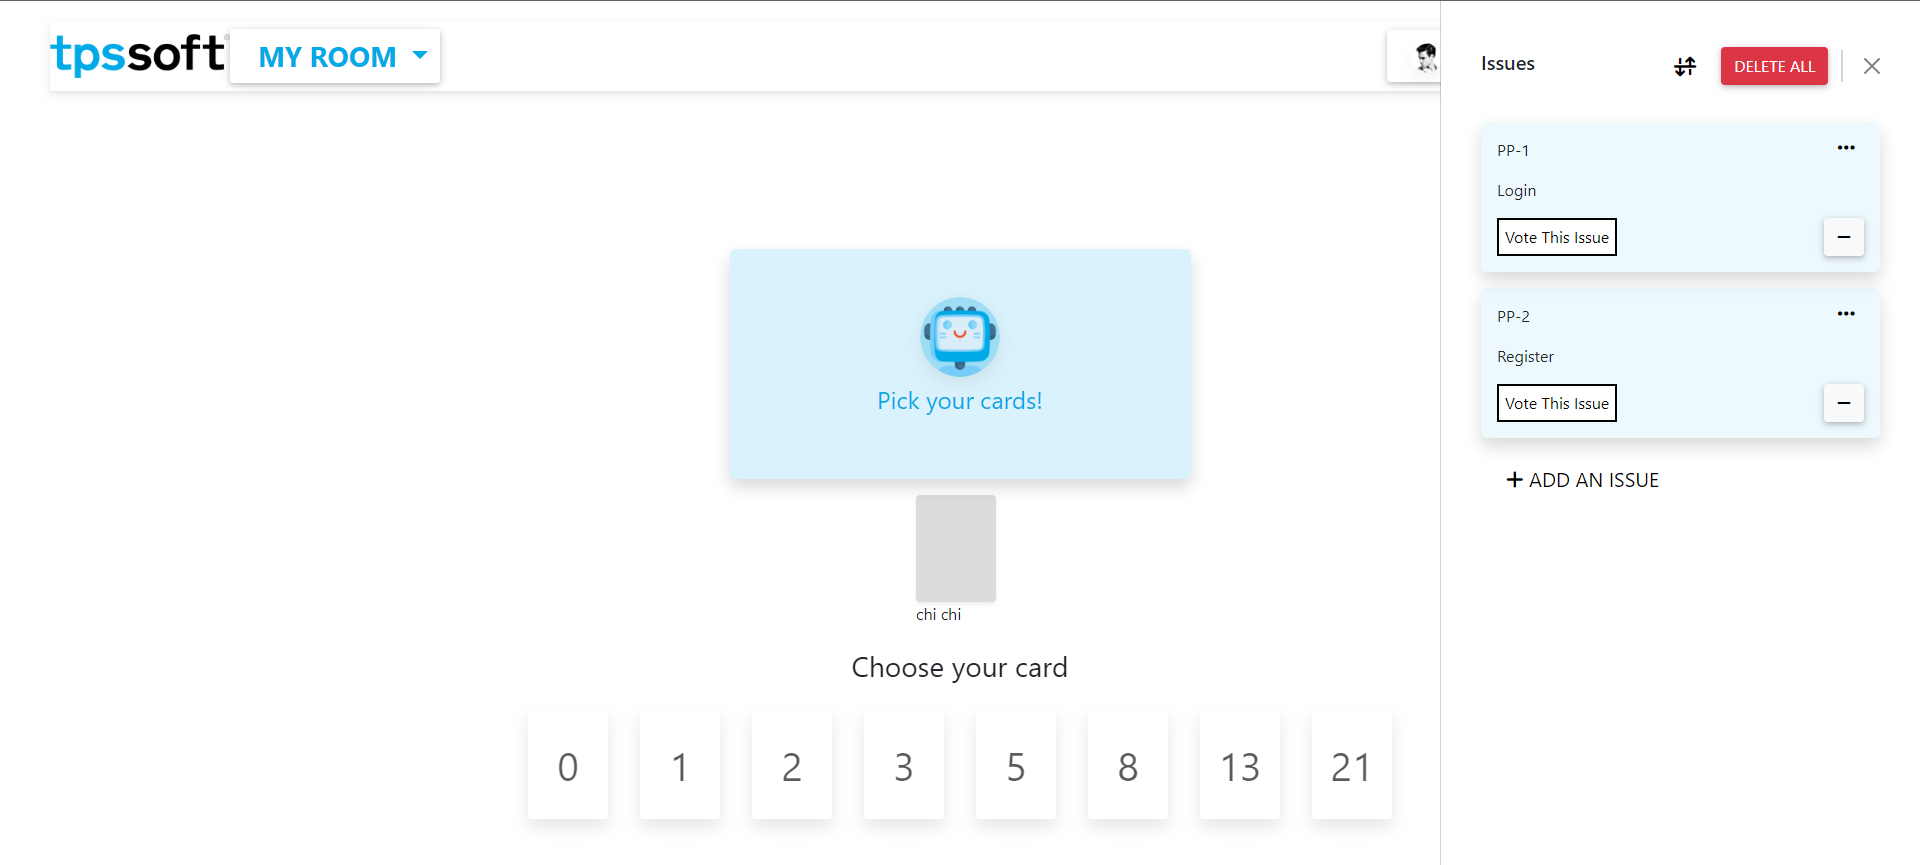 tpssoft®
MY ROOM
Pick your cards!
chi chi
Choose your card
0 1 2 3 5 8 13 21
Issues
DELETE ALL
PP-1
Login
Vote This Issue
PP-2
Register
Vote This Issue
+ ADD AN ISSUE